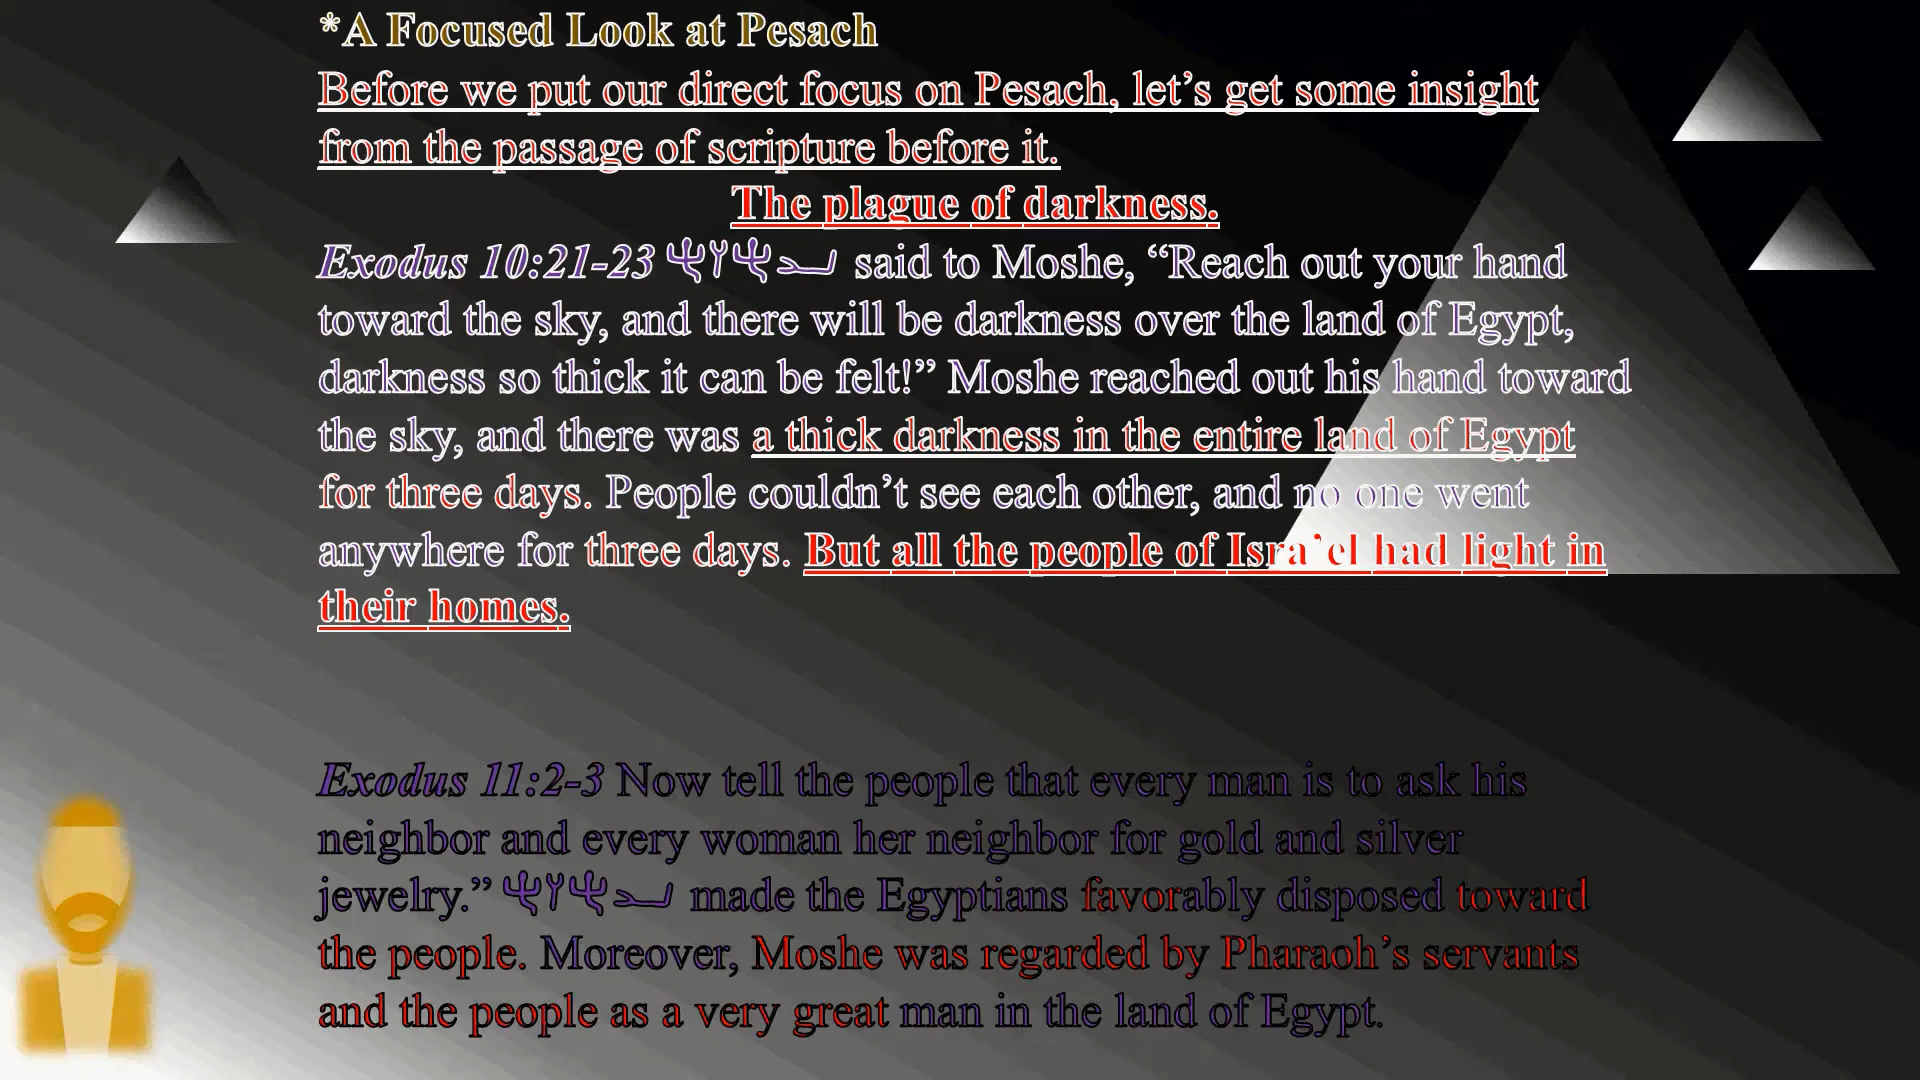 *A Focused Look at Pesach
Before we put our direct focus on Pesach, let’s get some insight
from the passage of scripture before it.
The plague of darkness.
Exodus 10:21-23 𐤉𐤄𐤅𐤄 said to Moshe, “Reach out your hand
toward the sky, and there will be darkness over the land of Egypt,
darkness so thick it can be felt!” Moshe reached out his hand toward
the sky, and there was a thick darkness in the entire land of Egypt
for three days. People couldn’t see each other, and no one went
anywhere for three days. But all the people of Isra’el had light in
their homes.
Exodus 11:2-3 Now tell the people that every man is to ask his
neighbor and every woman her neighbor for gold and silver
jewelry.” 𐤉𐤄𐤅𐤄 made the Egyptians favorably disposed toward
the people. Moreover, Moshe was regarded by Pharaoh’s servants
and the people as a very great man in the land of Egypt.